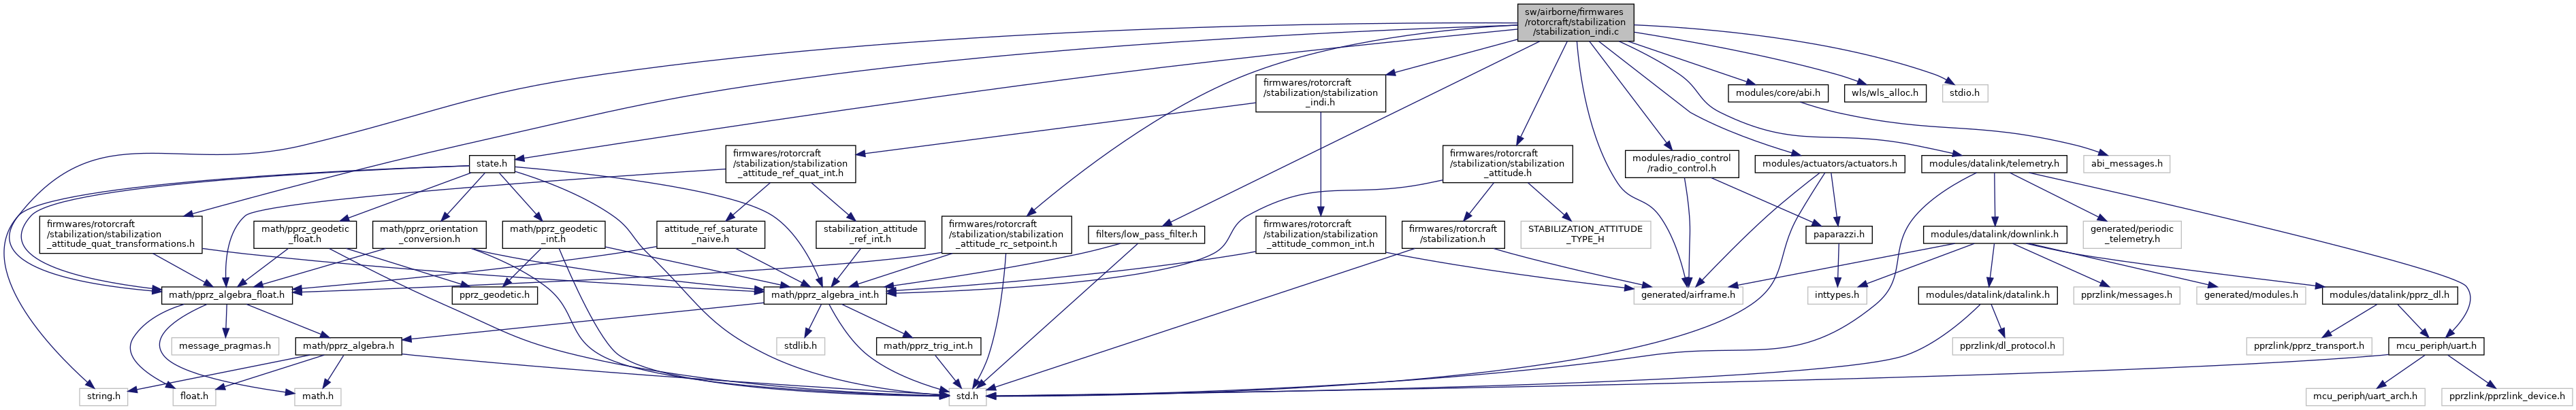 sw/airborne/firmwares
/rotorcraft/stabilization
/stabilization_indi.c
firmwares/rotorcraft
/stabilization/stabilization
_indi.h
modules/core/abi.h
wls/wls_alloc.h
stdio.h
state.h
firmwares/rotorcraft
/stabilization/stabilization
_attitude_ref_quat_int.h
firmwares/rotorcraft
/stabilization/stabilization
_attitude.h
modules/radio_control
/radio_control.h
modules/actuators/actuators.h
modules/datalink/telemetry.h
abi_messages.h
firmwares/rotorcraft
/stabilization/stabilization
_attitude_quat_transformations.h
math/pprz_geodetic
_float.h
math/pprz_orientation
_conversion.h
math/pprz_geodetic
_int.h
attitude_ref_saturate
_naive.h
stabilization_attitude
_ref_int.h
firmwares/rotorcraft
/stabilization/stabilization
_attitude_rc_setpoint.h
filters/low_pass_filter.h
firmwares/rotorcraft
/stabilization/stabilization
_attitude_common_int.h
firmwares/rotorcraft
/stabilization.h
STABILIZATION_ATTITUDE
_TYPE_H
paparazzi.h
modules/datalink/downlink.h
generated/periodic
_telemetry.h
math/pprz_algebra_float.h
pprz_geodetic.h
math/pprz_algebra_int.h
generated/airframe.h
inttypes.h
modules/datalink/datalink.h
pprzlink/messages.h
generated/modules.h
modules/datalink/pprz_dl.h
message_pragmas.h
math/pprz_algebra.h
stdlib.h
math/pprz_trig_int.h
pprzlink/dl_protocol.h
pprzlink/pprz_transport.h
mcu_periph/uart.h
string.h
float.h
math.h
std.h
mcu_periph/uart_arch.h
pprzlink/pprzlink_device.h